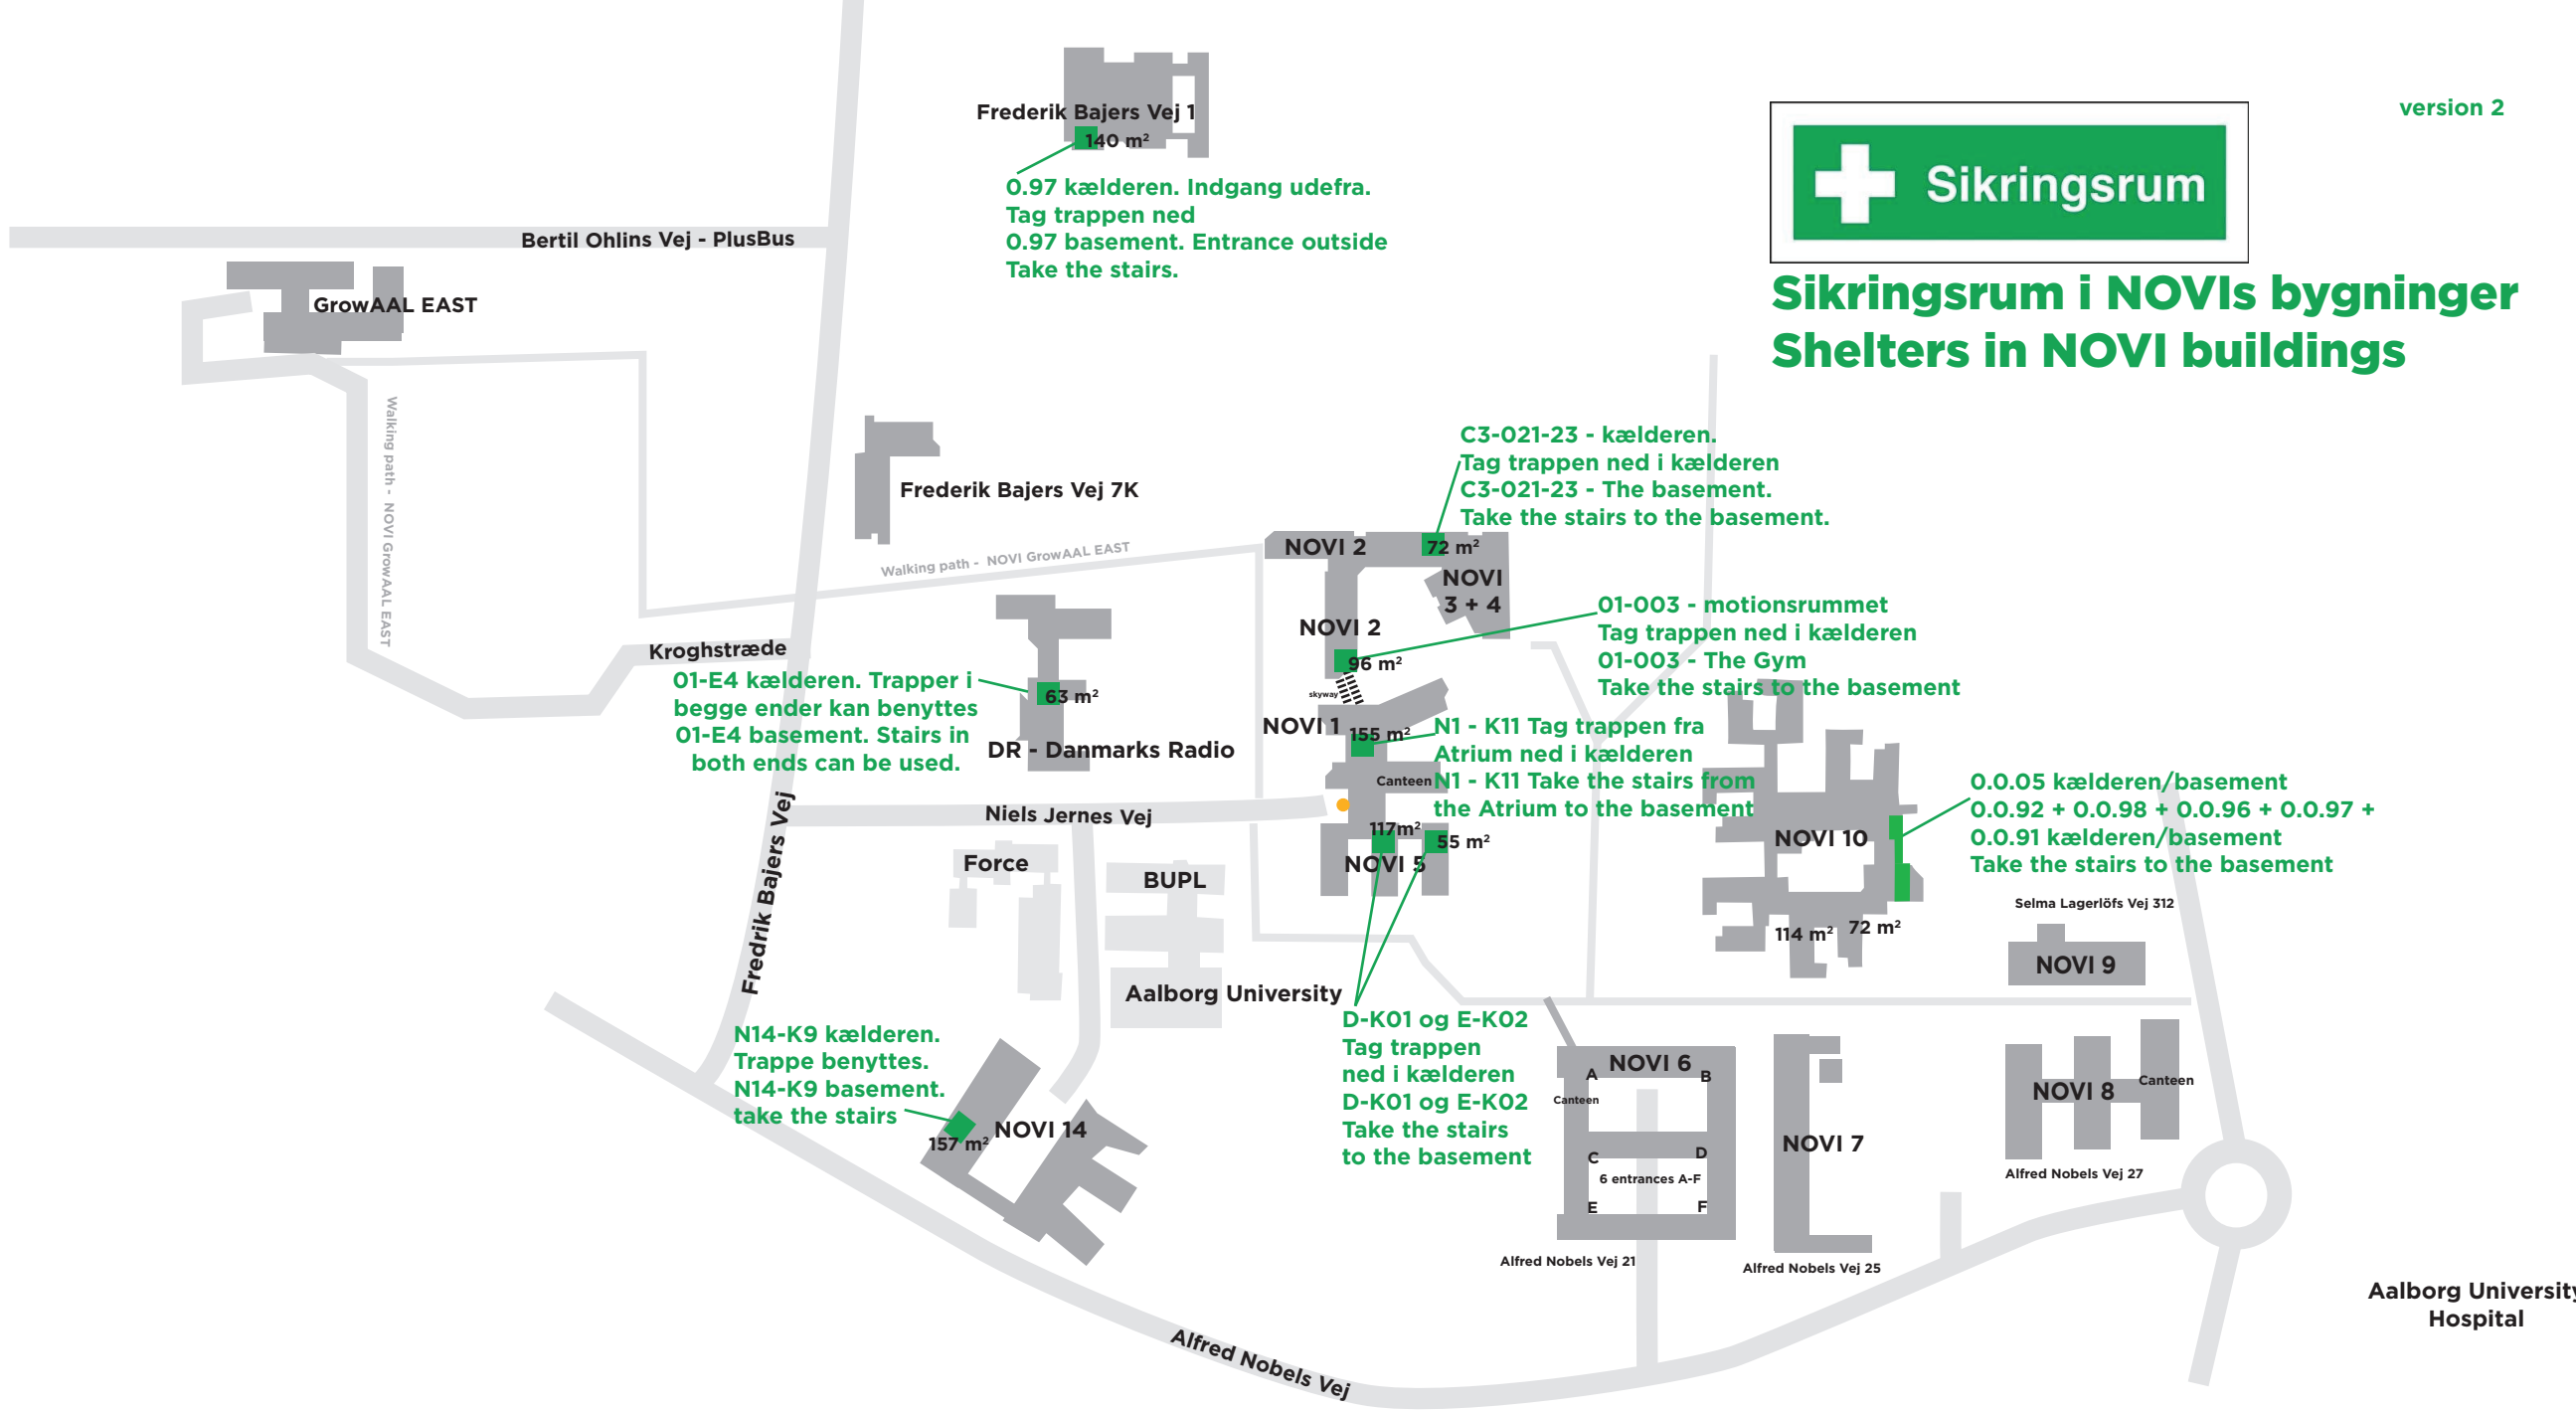 version 2
Sikringsrum
Sikringsrum i NOVIs bygninger
Shelters in NOVI buildings
Frederik Bajers Vej 1
140 m²
0.97 kælderen. Indgang udefra.
Tag trappen ned
0.97 basement. Entrance outside
Take the stairs.
Bertil Ohlins Vej - PlusBus
GrowAAL EAST
Walking path - NOVI GrowAAL EAST
Frederik Bajers Vej 7K
Walking path - NOVI GrowAAL EAST
C3-021-23 - kælderen.
Tag trappen ned i kælderen
C3-021-23 - The basement.
Take the stairs to the basement.
NOVI 2
72 m²
NOVI
3 + 4
NOVI 2
96 m²
01-003 - motionsrummet
Tag trappen ned i kælderen
01-003 - The Gym
Take the stairs to the basement
skyway
Kroghstræde
01-E4 kælderen. Trapper i
begge ender kan benyttes
01-E4 basement. Stairs in
both ends can be used.
63 m²
DR - Danmarks Radio
NOVI 1
155 m²
N1 - K11 Tag trappen fra
Atrium ned i kælderen
N1 - K11 Take the stairs from
the Atrium to the basement
Canteen
Niels Jernes Vej
Fredrik Bajers Vej
117m²
55 m²
NOVI 5
Force
BUPL
Aalborg University
NOVI 10
0.0.05 kælderen/basement
0.0.92 + 0.0.98 + 0.0.96 + 0.0.97 +
0.0.91 kælderen/basement
Take the stairs to the basement
114 m²
72 m²
Selma Lagerlöfs Vej 312
NOVI 9
N14-K9 kælderen.
Trappe benyttes.
N14-K9 basement.
take the stairs
157 m²
NOVI 14
D-K01 og E-K02
Tag trappen
ned i kælderen
D-K01 og E-K02
Take the stairs
to the basement
NOVI 6
A
B
Canteen
C
D
6 entrances A-F
E
F
Alfred Nobels Vej 21
NOVI 7
Alfred Nobels Vej 25
NOVI 8
Canteen
Alfred Nobels Vej 27
Alfred Nobels Vej
Aalborg University
Hospital